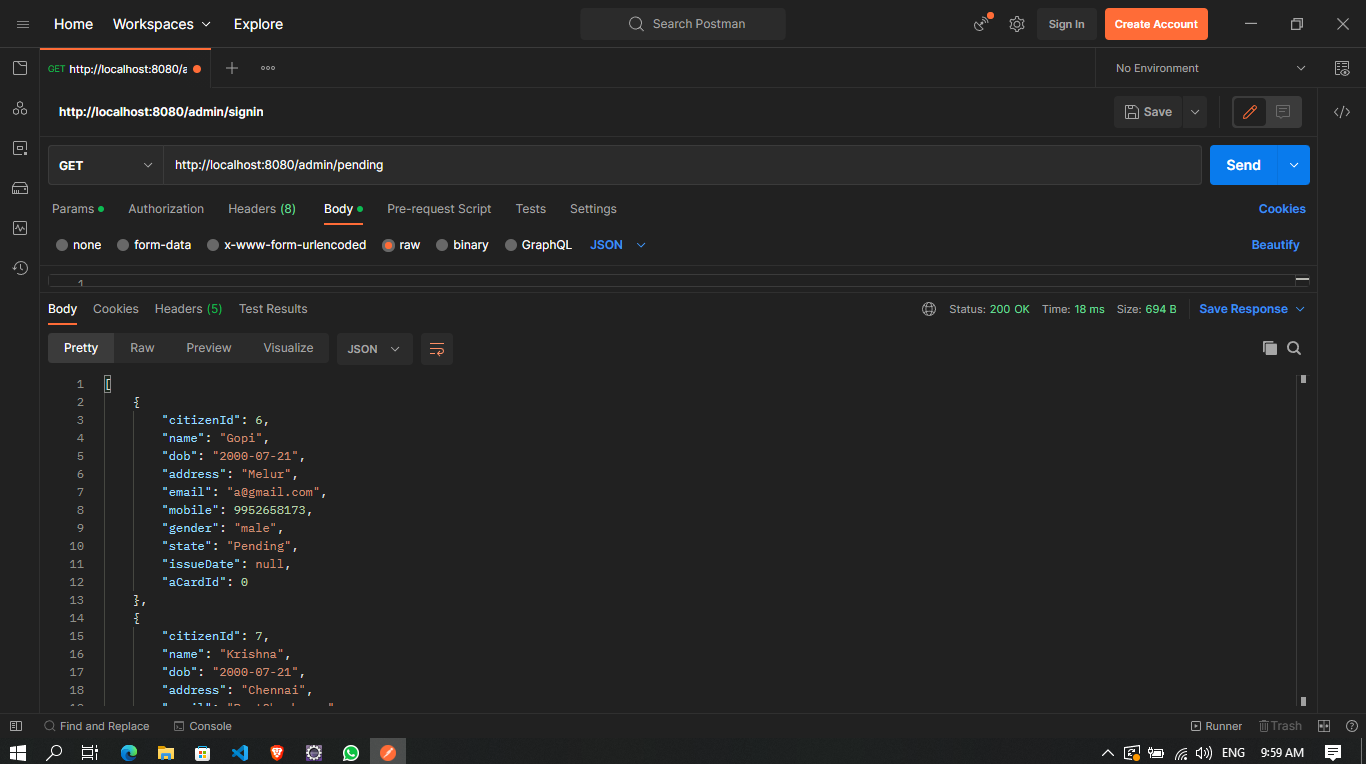 Home Workspaces Explore Search Postman Sign In Create Account
GET http://localhost:8080/a No Environment
http://localhost:8080/admin/signin Save
GET http://localhost:8080/admin/pending Send
Params Authorization Headers (8) Body Pre-request Script Tests Settings Cookies
none form-data x-www-form-urlencoded raw binary GraphQL JSON Beautify
1
Body Cookies Headers (5) Test Results Status: 200 OK Time: 18 ms Size: 694 B Save Response
Pretty Raw Preview Visualize JSON
1 [
2 {
3 "citizenId": 6,
4 "name": "Gopi",
5 "dob": "2000-07-21",
6 "address": "Melur",
7 "email": "a@gmail.com",
8 "mobile": 9952658173,
9 "gender": "male",
10 "state": "Pending",
11 "issueDate": null,
12 "aCardId": 0
13 },
14 {
15 "citizenId": 7,
16 "name": "Krishna",
17 "dob": "2000-07-21",
18 "address": "Chennai",
Find and Replace Console Runner Trash
ENG 9:59 AM